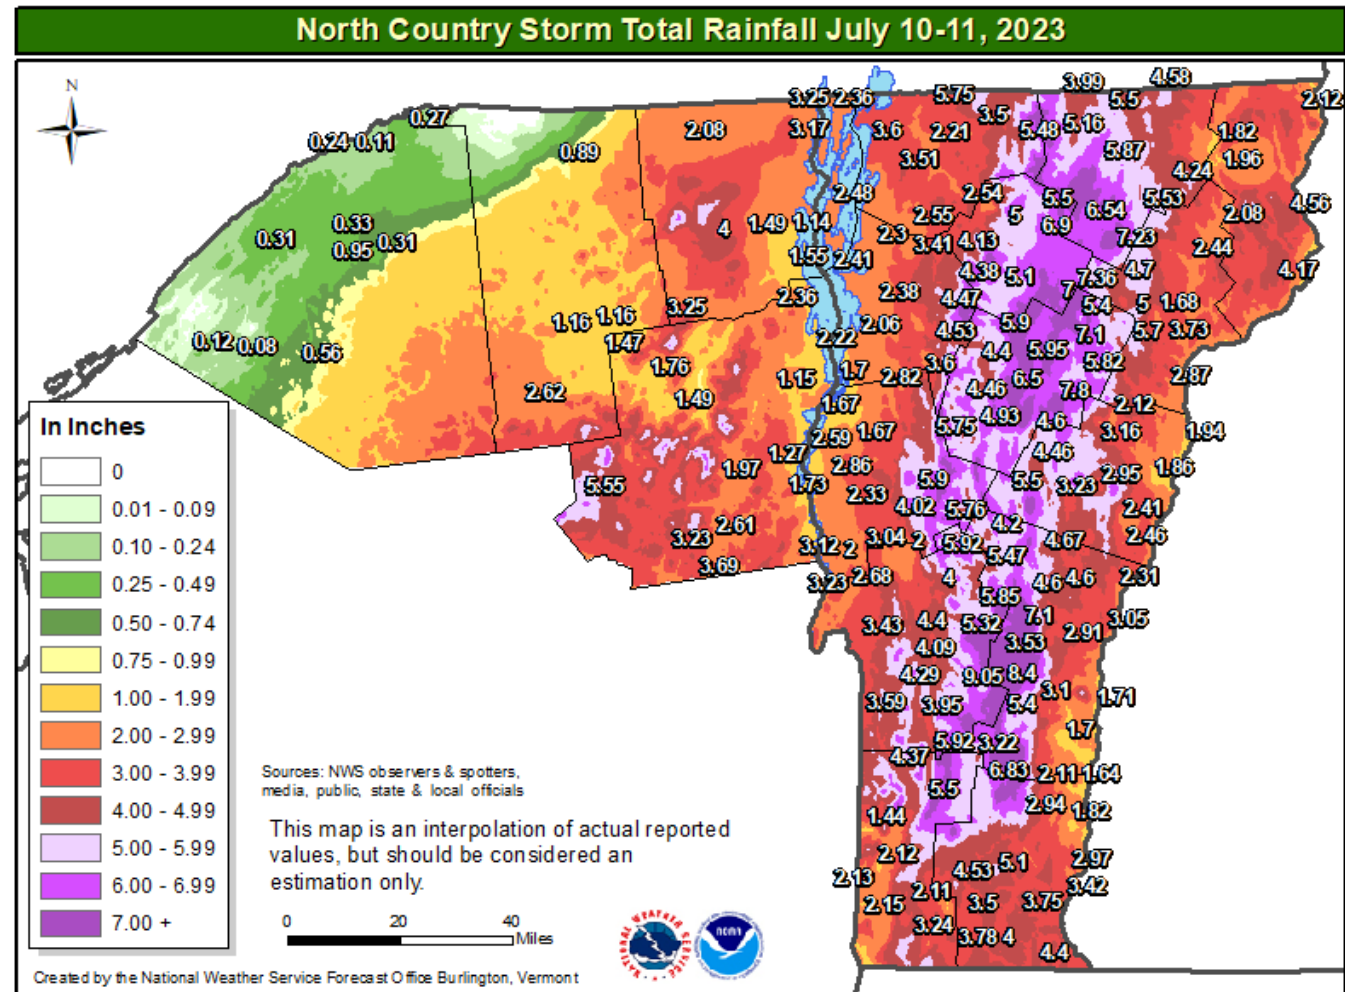 North Country Storm Total Rainfall July 10-11, 2023
N
3.99 4.58
0.27 3.25 2.36 5.75 5.5 2.12
0.24 0.11 2.08 3.17 3.6 2.21 3.5 5.48 5.16 1.82
0.89 3.51 5.87 1.96
4.24
2.48 2.54 5.5 5.53
0.33 4 1.49 1.14 2.55 5 6.9 6.54 2.08 4.56
0.31 0.95 0.31 2.3 3.41 4.13 7.23 2.44
1.55 2.41 4.38 5.1 7.36 4.7 4.17
3.25 2.36 2.38 4.47 7 5.4 5 1.68
1.16 1.16 2.06 4.53 5.9 7.1 5.7 3.73
0.12 0.08 0.56 1.47 2.22 4.4 5.95
1.76 1.15 1.7 2.82 3.6 6.5 5.82 2.87
2.62 1.49 1.67 4.46 7.8 2.12
In Inches
2.59 1.67 5.75 4.93 4.6 3.16 1.94
1.27 4.46
0
5.55 1.97 1.73 2.86 5.9 5.5 3.23 2.95 1.86
0.01 - 0.09
2.33 4.02 5.76 2.41
0.10 - 0.24
3.23 2.61 3.12 2 3.04 2 5.92 4.2 4.67 2.46
0.25 - 0.49
3.69 3.23 2.68 4 5.47 4.6 4.6 2.31
0.50 - 0.74
3.43 4.4 5.32 5.85 7.1 2.91 3.05
0.75 - 0.99
4.09 3.53
4.29 9.05 8.4
1.00 - 1.99
3.59 3.95 5.4 3.1 1.71
2.00 - 2.99
4.37 5.92 3.22 1.7
3.00 - 3.99
5.5 6.83 2.11 1.64
Sources: NWS observers & spotters,
media, public, state & local officials
4.00 - 4.99
1.44 2.94 1.82
This map is an interpolation of actual reported
values, but should be considered an
estimation only.
5.00 - 5.99
2.12 4.53 5.1 2.97
6.00 - 6.99
2.13 2.11 3.42
7.00 +
2.15 3.5 3.75
0 20 40
Miles
3.24 3.78 4
4.4
NATIONAL WEATHER SERVICE
NOAA
Created by the National Weather Service Forecast Office Burlington, Vermont